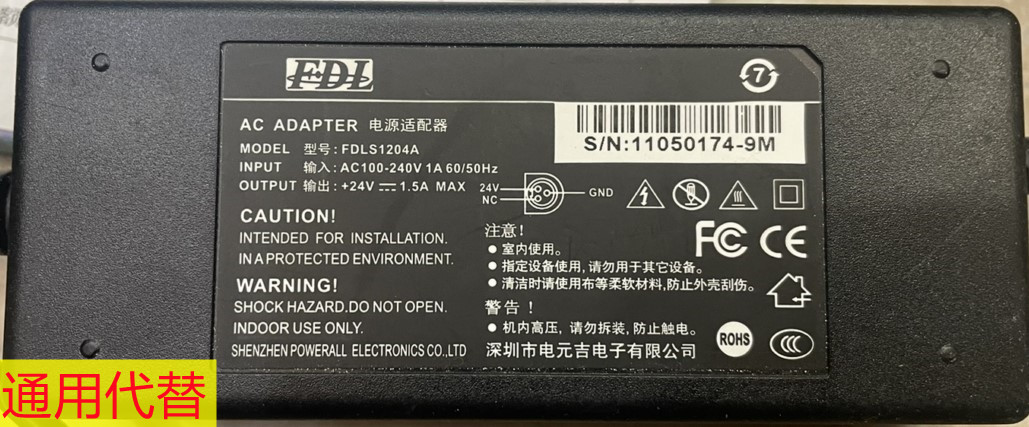 FDL
7
AC ADAPTER 电源适配器
MODEL 型号: FDLS1204A
INPUT 输入: AC100-240V 1A 60/50Hz
OUTPUT 输出: +24V ⎓ 1.5A MAX
24V
NC
GND
S/N:11050174-9M
CAUTION!
INTENDED FOR INSTALLATION.
IN A PROTECTED ENVIRONMENT.
WARNING!
SHOCK HAZARD.DO NOT OPEN.
INDOOR USE ONLY.
SHENZHEN POWERALL ELECTRONICS CO.,LTD
注意!
● 室内使用。
● 指定设备使用, 请勿用于其它设备。
● 清洁时请使用布等柔软材料,防止外壳刮伤。
警告!
● 机内高压, 请勿拆装, 防止触电。
深圳市电元吉电子有限公司
FC CE
ROHS
CCC
通用代替